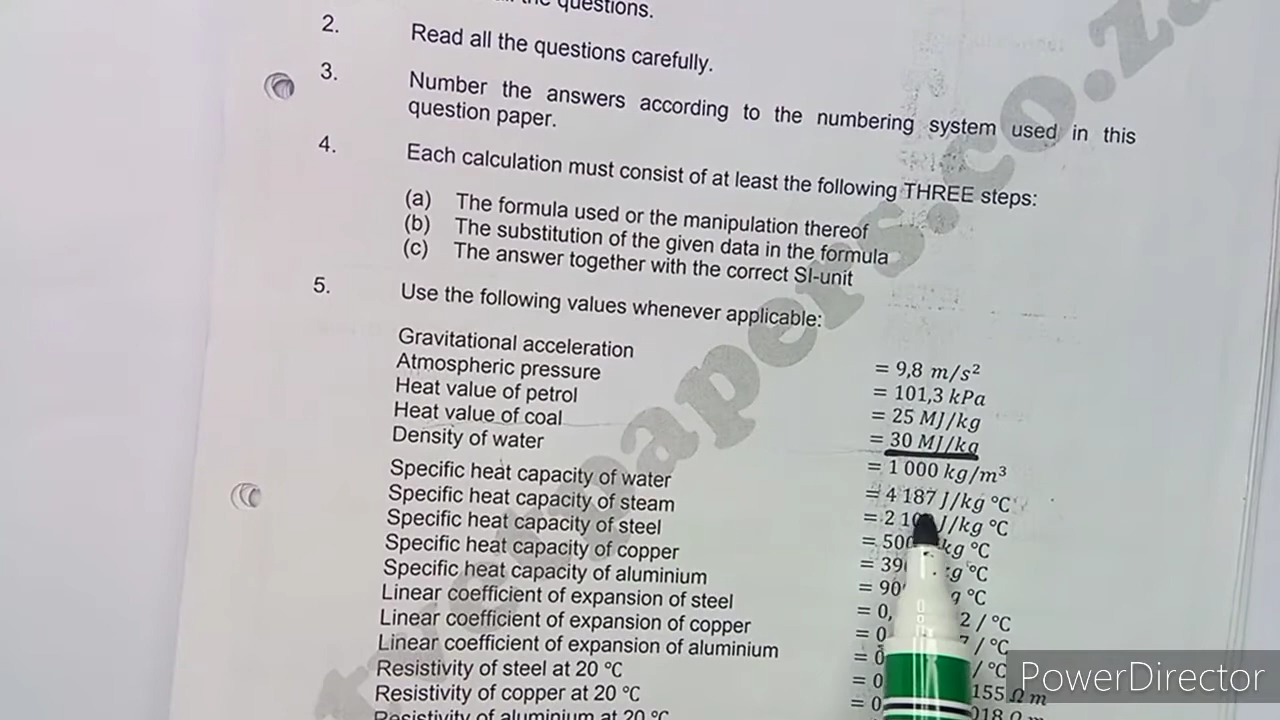 questions.
2. Read all the questions carefully.
3. Number the answers according to the numbering system used in this
question paper.
4. Each calculation must consist of at least the following THREE steps:
(a) The formula used or the manipulation thereof
(b) The substitution of the given data in the formula
(c) The answer together with the correct SI-unit
5. Use the following values whenever applicable:
Gravitational acceleration = 9,8 m/s²
Atmospheric pressure = 101,3 kPa
Heat value of petrol = 25 MJ/kg
Heat value of coal = 30 MJ/kg
Density of water = 1 000 kg/m³
Specific heat capacity of water = 4 187 J/kg °C
Specific heat capacity of steam = J/kg °C
Specific heat capacity of steel = kg °C
Specific heat capacity of copper = °C
Specific heat capacity of aluminium = °C
Linear coefficient of expansion of steel = / °C
Linear coefficient of expansion of copper = / °C
Linear coefficient of expansion of aluminium = / °C
Resistivity of steel at 20 °C = Ω m
Resistivity of copper at 20 °C =
Resistivity of aluminium at 20 °C
PowerDirector